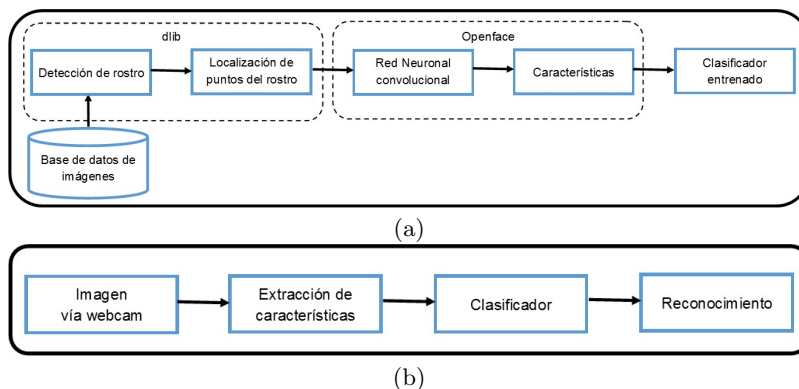 dlib
Openface
Detección de rostro
Localización de
puntos del rostro
Red Neuronal
convolucional
Características
Clasificador
entrenado
Base de datos de
imágenes
(a)
Imagen
vía webcam
Extracción de
características
Clasificador
Reconocimiento
(b)